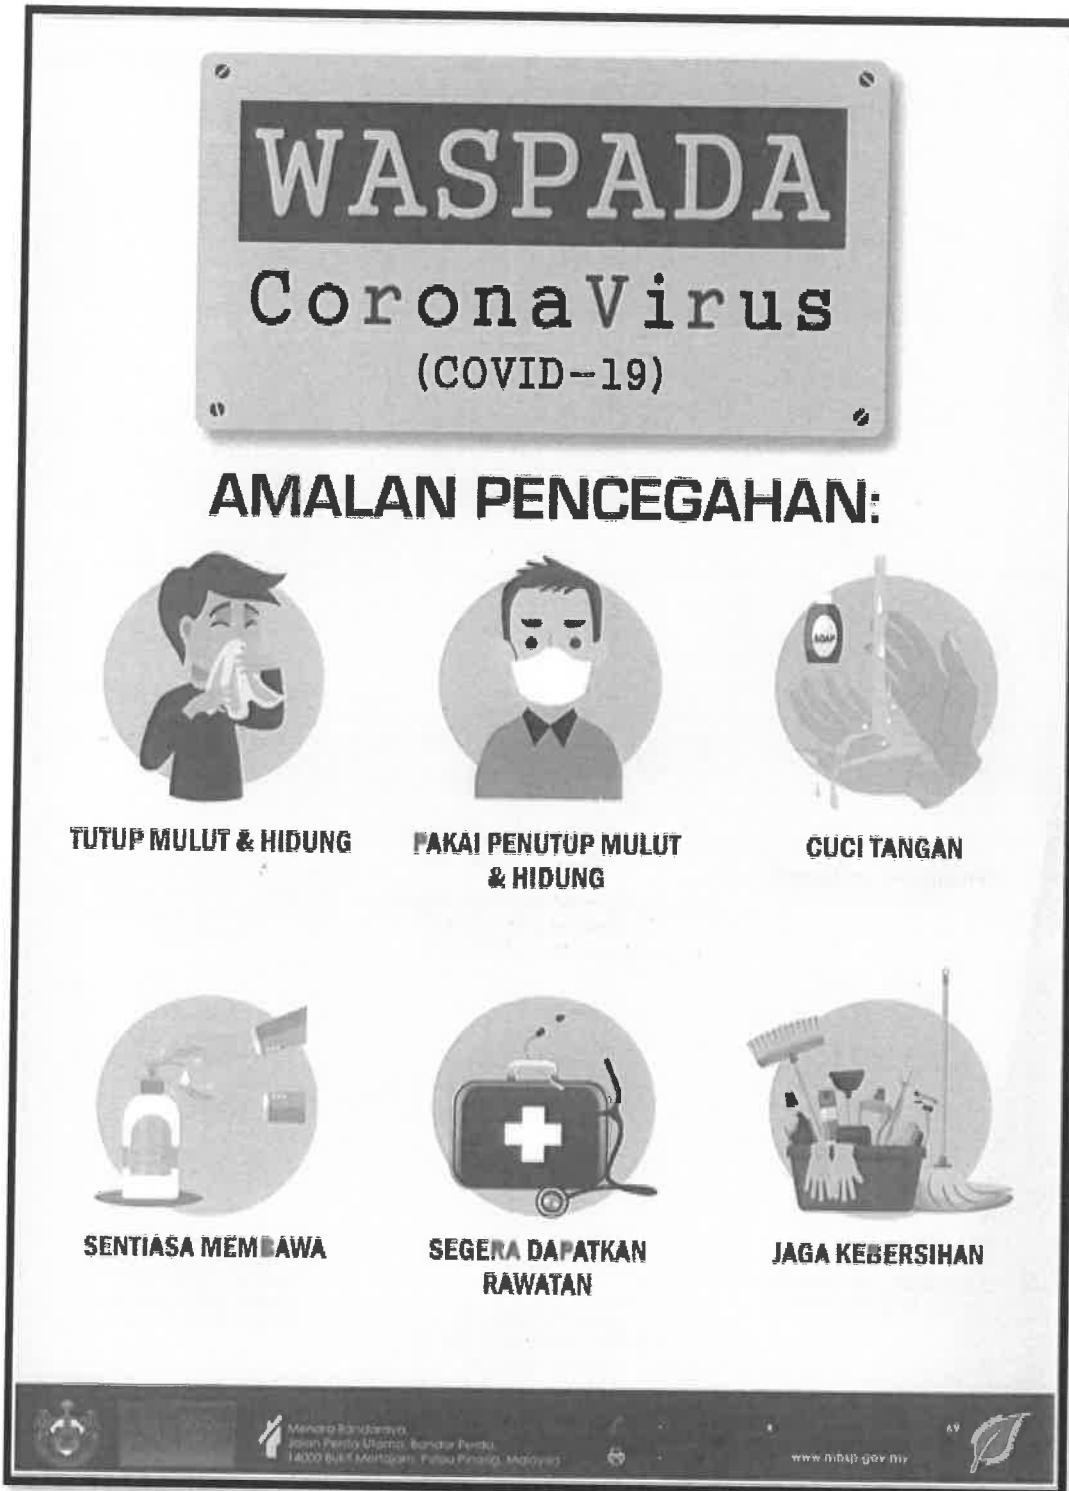 WASPADA
CoronaVirus
(COVID-19)
AMALAN PENCEGAHAN:
SOAP
TUTUP MULUT & HIDUNG
PAKAI PENUTUP MULUT
& HIDUNG
CUCI TANGAN
SENTIASA MEMBAWA
SEGERA DAPATKAN
RAWATAN
JAGA KEBERSIHAN
Menara Bandaraya,
Jalan Perda Utama, Bandar Perda,
14000 Bukit Mertajam, Pulau Pinang, Malaysia
www.mbsp.gov.my